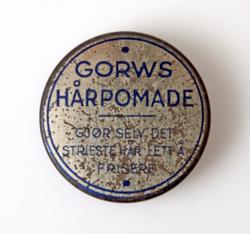 GORWS
HÅRPOMADE
GJØR SELV DET
STRIESTE HÅR LETT Å
FRISERE